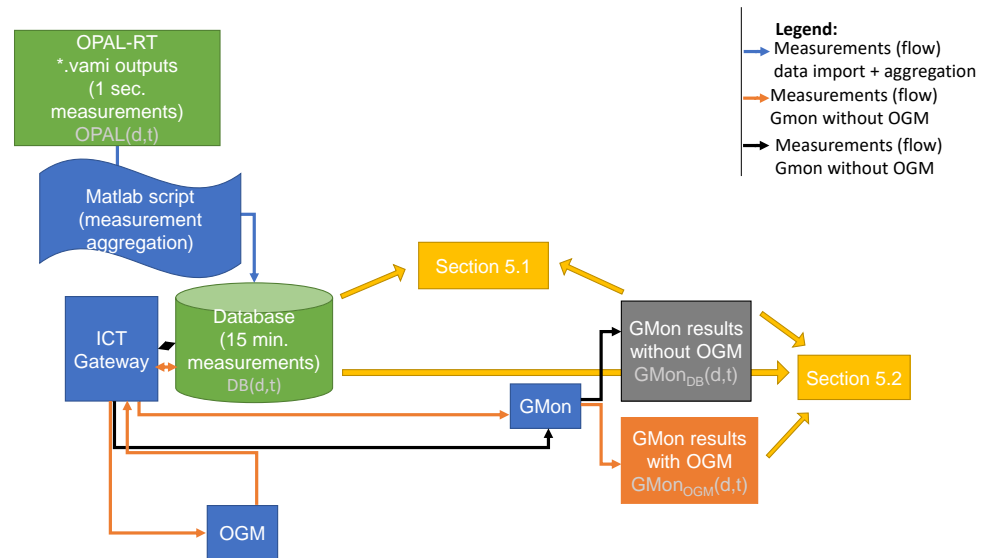 OPAL-RT
*.vami outputs
(1 sec.
measurements)
OPAL(d,t)
Legend:
Measurements (flow)
data import + aggregation
Measurements (flow)
Gmon without OGM
Measurements (flow)
Gmon without OGM
Matlab script
(measurement
aggregation)
Section 5.1
ICT
Gateway
Database
(15 min.
measurements)
DB(d,t)
GMon results
without OGM
GMonDB(d,t)
Section 5.2
GMon
GMon results
with OGM
GMonOGM(d,t)
OGM